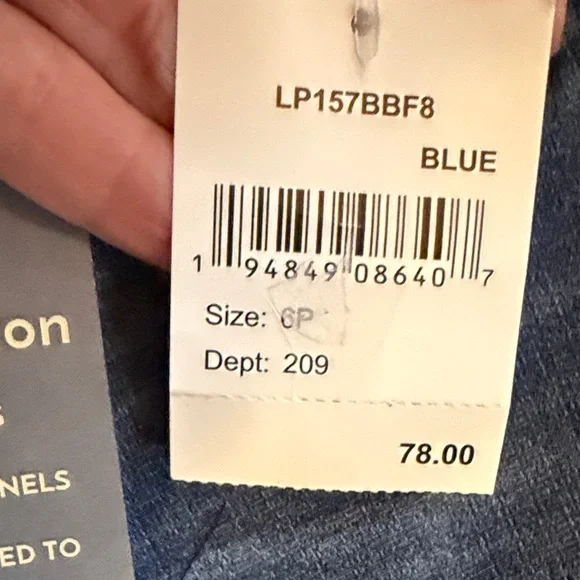 LP157BBF8
BLUE
1 94849 08640 7
Size: 6P
Dept: 209
78.00
on
NELS
ED TO